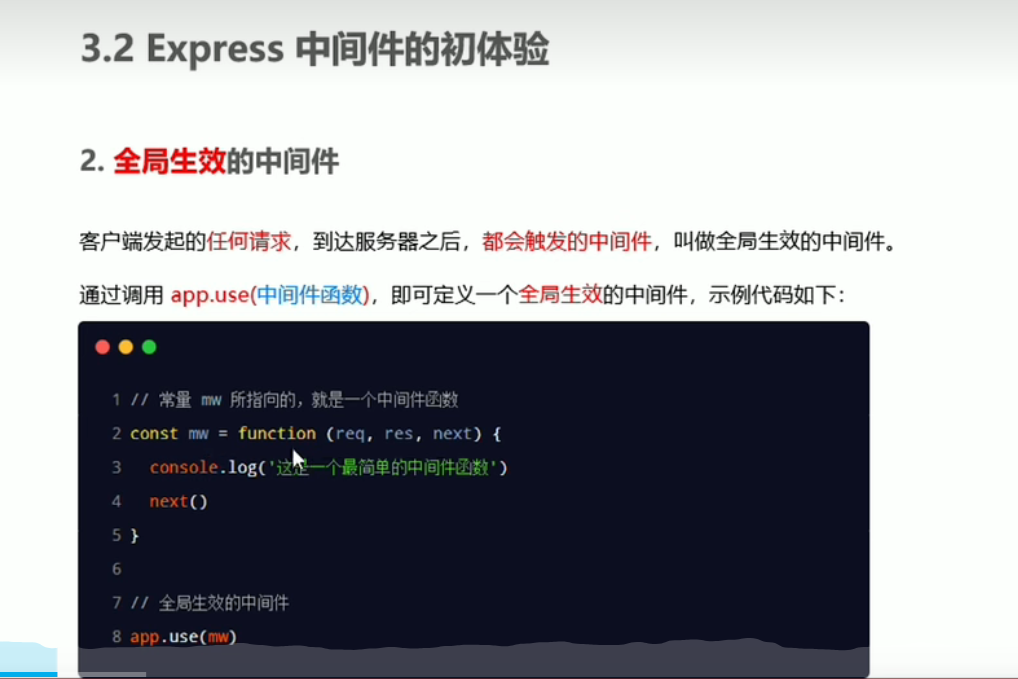 3.2 Express 中间件的初体验
2. 全局生效的中间件
客户端发起的任何请求，到达服务器之后，都会触发的中间件，叫做全局生效的中间件。
通过调用 app.use(中间件函数)，即可定义一个全局生效的中间件，示例代码如下：
1 // 常量 mw 所指向的，就是一个中间件函数
2 const mw = function (req, res, next) {
3   console.log('这是一个最简单的中间件函数')
4   next()
5 }
6
7 // 全局生效的中间件
8 app.use(mw)